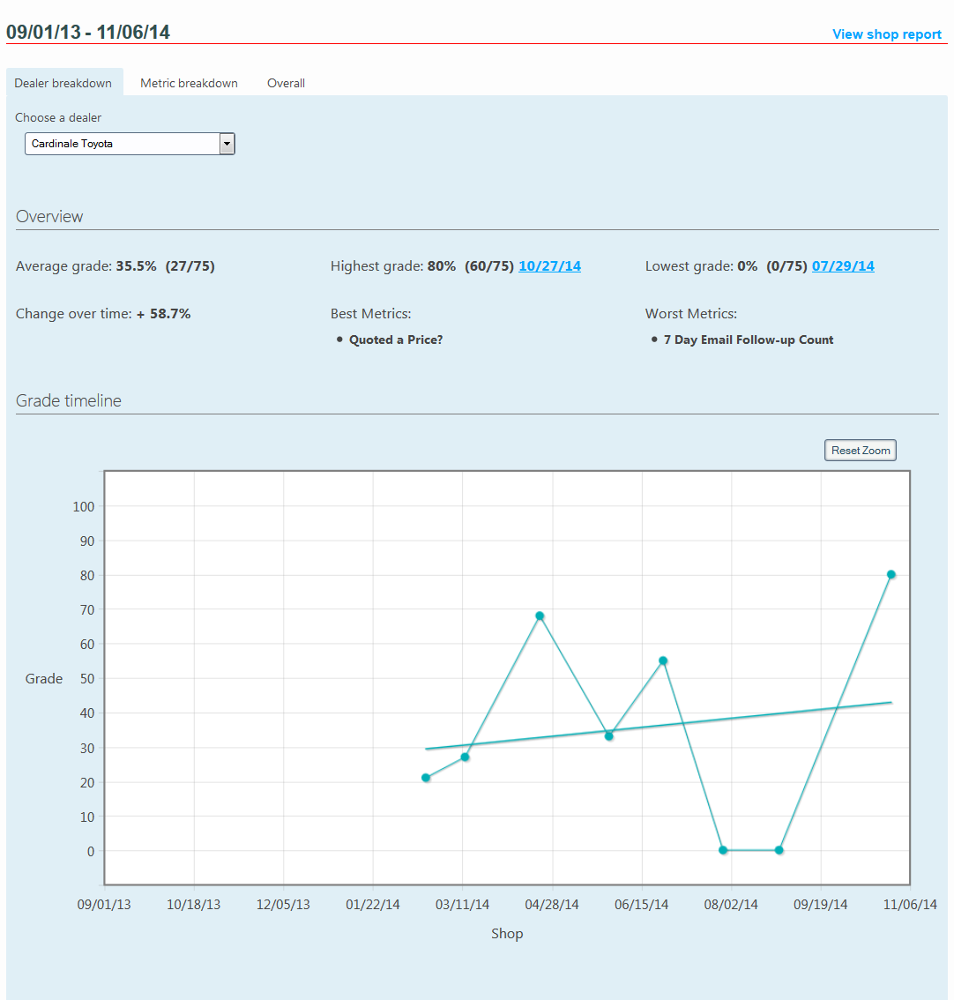 09/01/13 - 11/06/14
View shop report
Dealer breakdown Metric breakdown Overall
Choose a dealer
Cardinale Toyota
Overview
Average grade: 35.5% (27/75) Highest grade: 80% (60/75) 10/27/14 Lowest grade: 0% (0/75) 07/29/14
Change over time: + 58.7% Best Metrics: Worst Metrics:
• Quoted a Price? • 7 Day Email Follow-up Count
Grade timeline
Reset Zoom
100
90
80
70
60
Grade 50
40
30
20
10
0
09/01/13 10/18/13 12/05/13 01/22/14 03/11/14 04/28/14 06/15/14 08/02/14 09/19/14 11/06/14
Shop